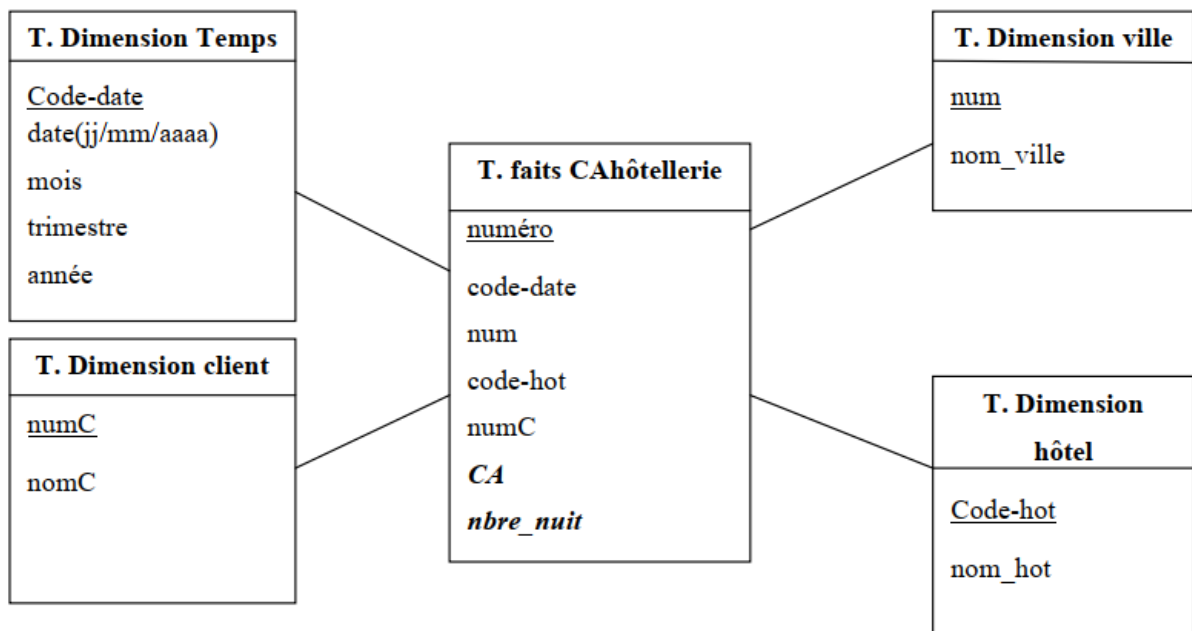 T. Dimension Temps
Code-date
date(jj/mm/aaaa)
mois
trimestre
année
T. Dimension client
numC
nomC
T. faits CAhôtellerie
numéro
code-date
num
code-hot
numC
CA
nbre_nuit
T. Dimension ville
num
nom_ville
T. Dimension
hôtel
Code-hot
nom_hot